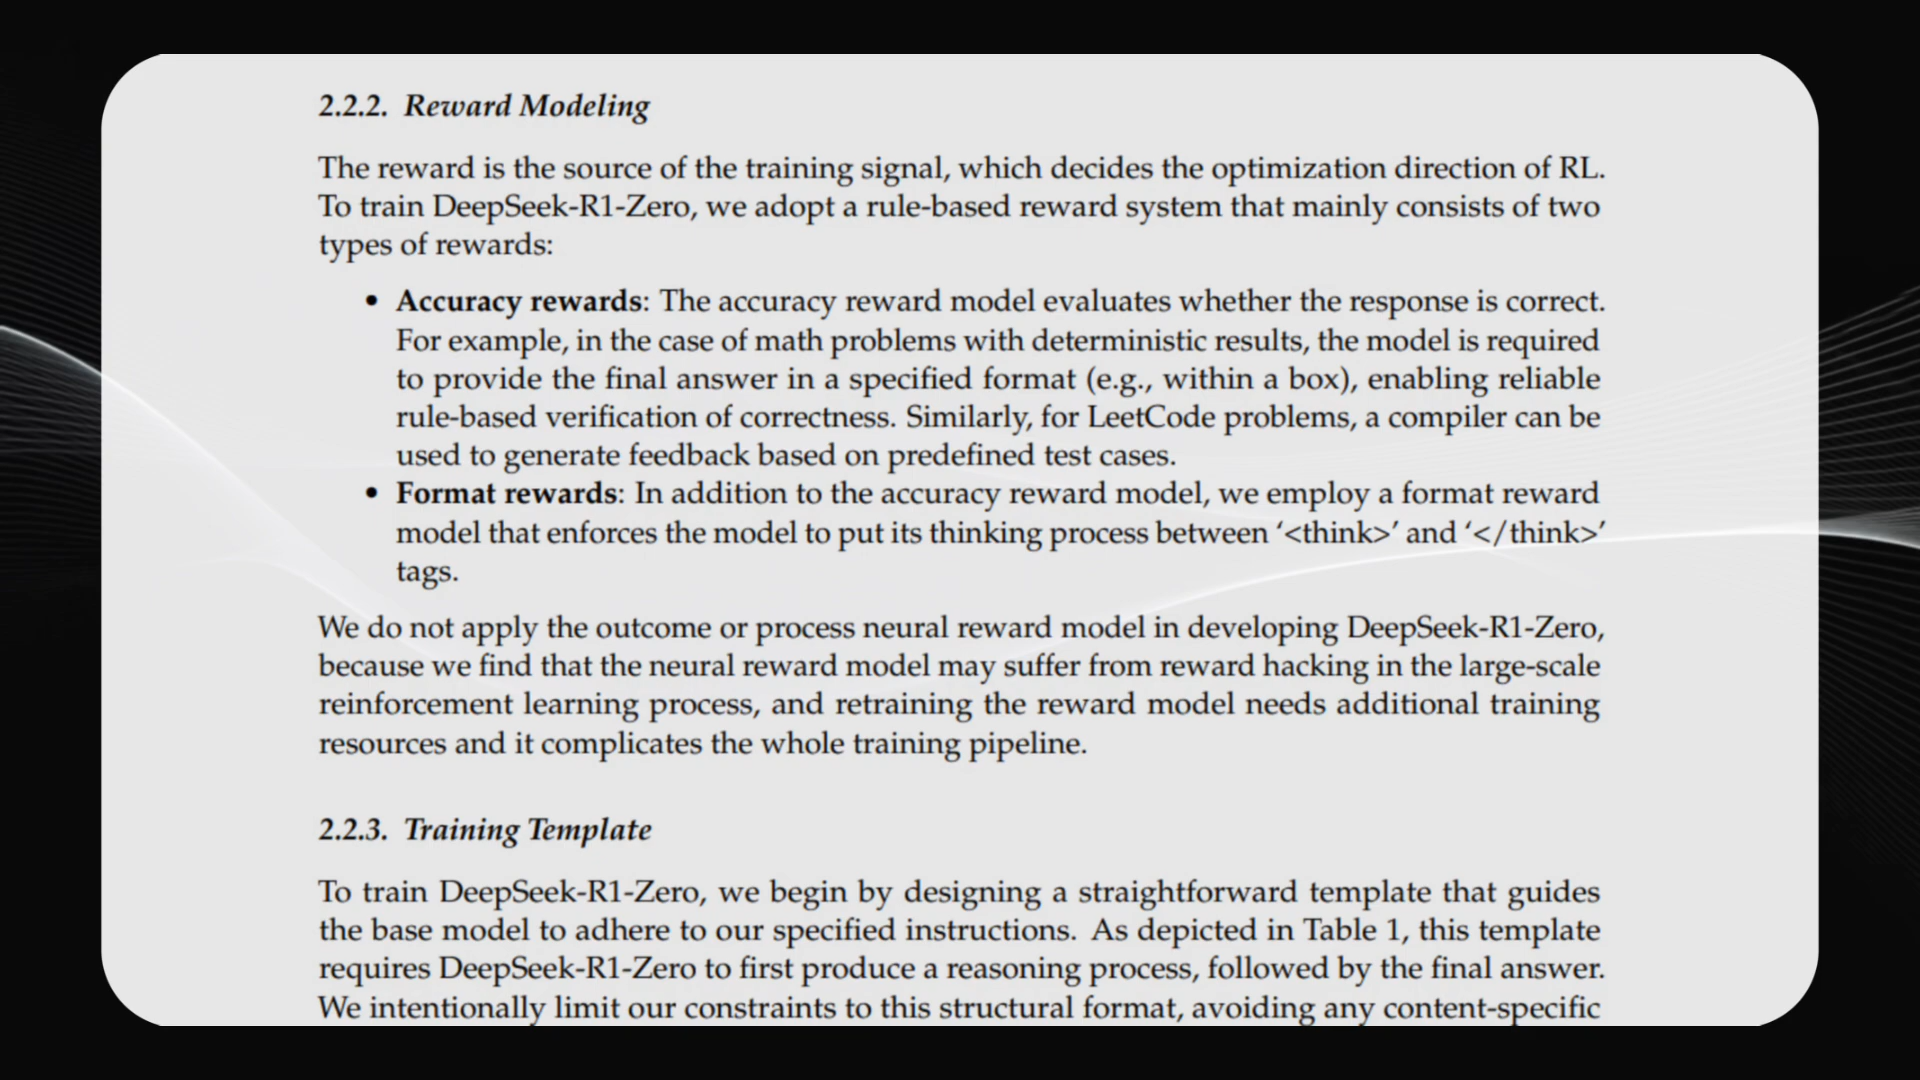 2.2.2. Reward Modeling
The reward is the source of the training signal, which decides the optimization direction of RL.
To train DeepSeek-R1-Zero, we adopt a rule-based reward system that mainly consists of two
types of rewards:
• Accuracy rewards: The accuracy reward model evaluates whether the response is correct.
For example, in the case of math problems with deterministic results, the model is required
to provide the final answer in a specified format (e.g., within a box), enabling reliable
rule-based verification of correctness. Similarly, for LeetCode problems, a compiler can be
used to generate feedback based on predefined test cases.
• Format rewards: In addition to the accuracy reward model, we employ a format reward
model that enforces the model to put its thinking process between ‘<think>’ and ‘</think>’
tags.
We do not apply the outcome or process neural reward model in developing DeepSeek-R1-Zero,
because we find that the neural reward model may suffer from reward hacking in the large-scale
reinforcement learning process, and retraining the reward model needs additional training
resources and it complicates the whole training pipeline.
2.2.3. Training Template
To train DeepSeek-R1-Zero, we begin by designing a straightforward template that guides
the base model to adhere to our specified instructions. As depicted in Table 1, this template
requires DeepSeek-R1-Zero to first produce a reasoning process, followed by the final answer.
We intentionally limit our constraints to this structural format, avoiding any content-specific